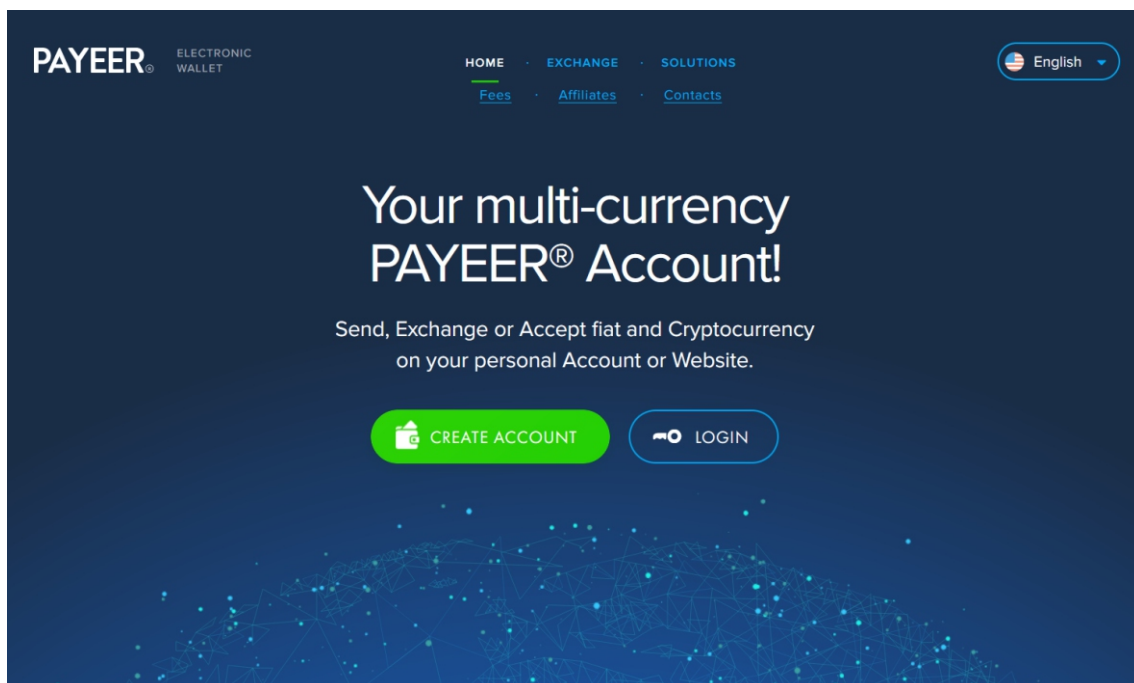 PAYEER® ELECTRONIC
WALLET
HOME · EXCHANGE · SOLUTIONS
Fees · Affiliates · Contacts
English
Your multi-currency
PAYEER® Account!
Send, Exchange or Accept fiat and Cryptocurrency
on your personal Account or Website.
CREATE ACCOUNT
LOGIN